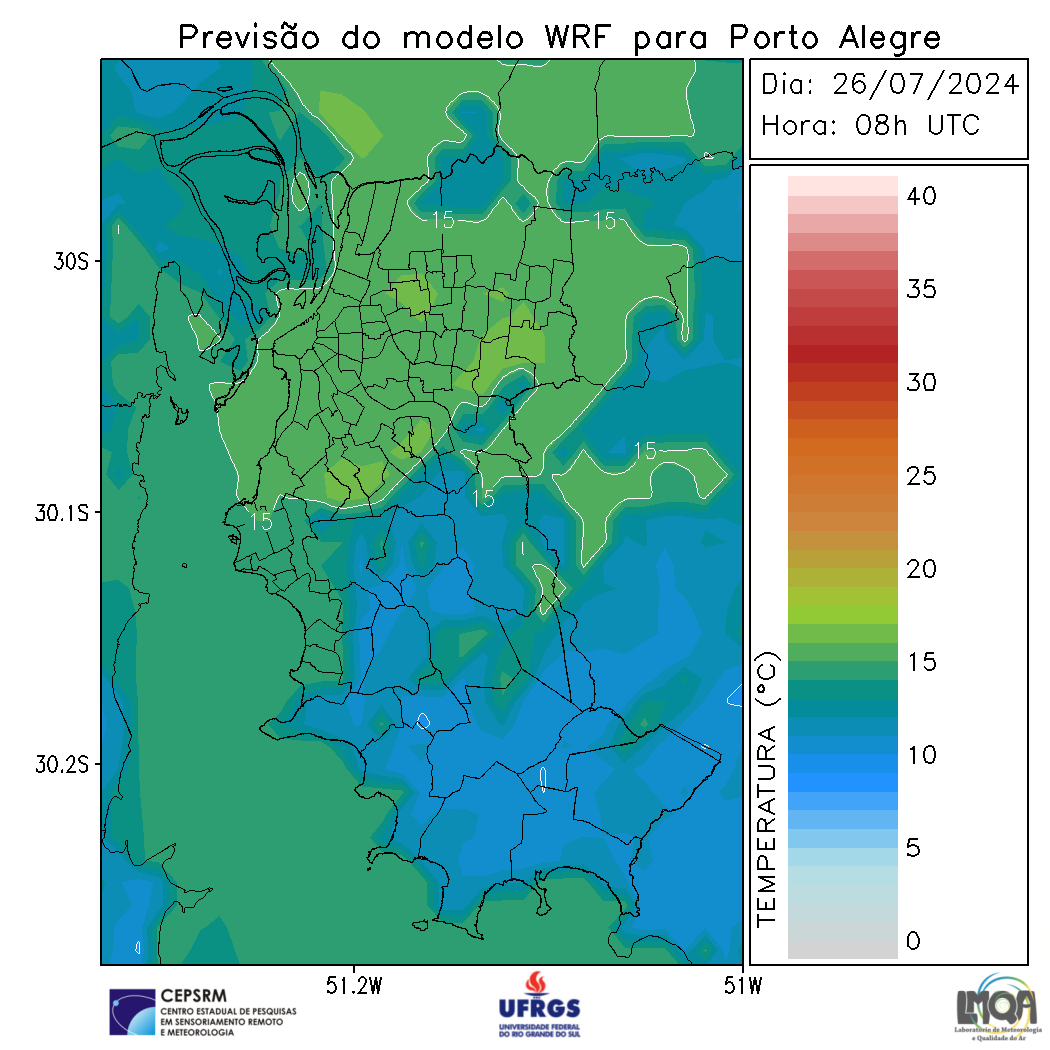 Previsão do modelo WRF para Porto Alegre
Dia: 26/07/2024
Hora: 08h UTC
40
35
30
25
20
15
10
5
0
TEMPERATURA (°C)
30S
30.1S
30.2S
51.2W
51W
15
15
15
15
15
CEPSRM
CENTRO ESTADUAL DE PESQUISAS
EM SENSORIAMENTO REMOTO
E METEOROLOGIA
UFRGS
UNIVERSIDADE FEDERAL
DO RIO GRANDE DO SUL
LMQA
Laboratório de Meteorologia
e Qualidade do Ar